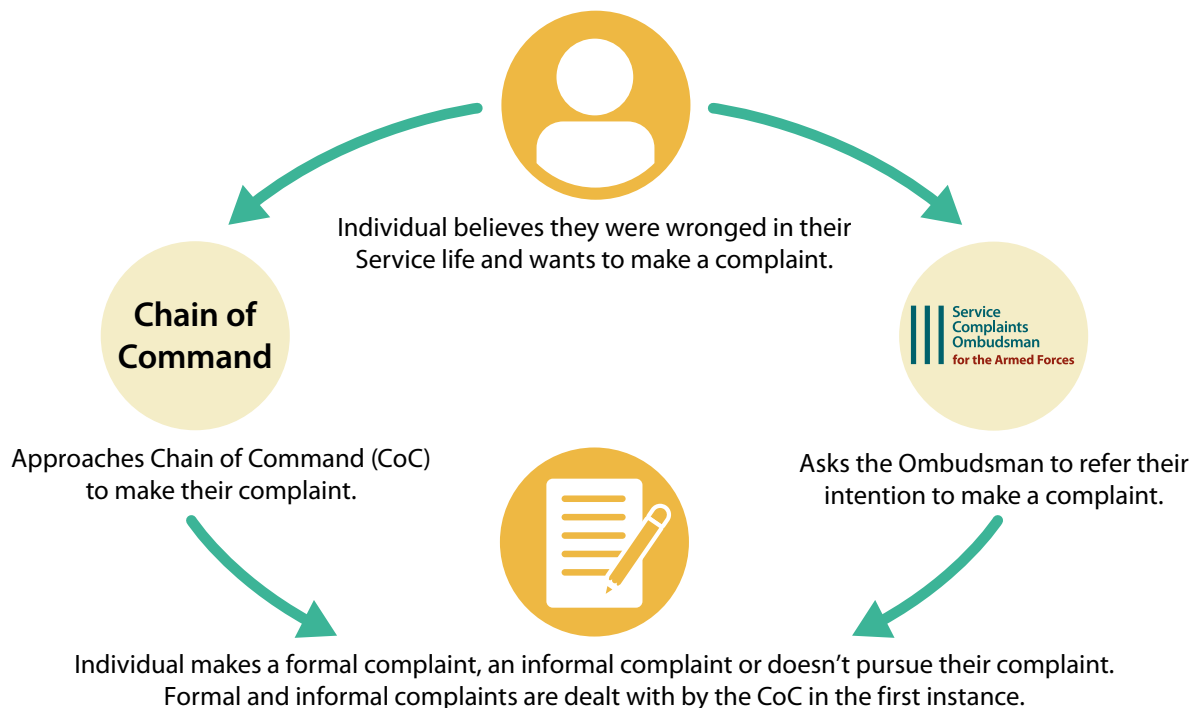 Individual believes they were wronged in their
Service life and wants to make a complaint.
Chain of
Command
Service
Complaints
Ombudsman
for the Armed Forces
Approaches Chain of Command (CoC)
to make their complaint.
Asks the Ombudsman to refer their
intention to make a complaint.
Individual makes a formal complaint, an informal complaint or doesn’t pursue their complaint.
Formal and informal complaints are dealt with by the CoC in the first instance.